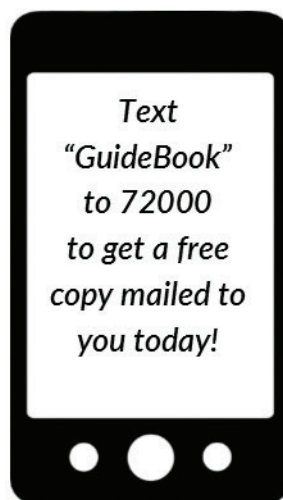 Text
“GuideBook”
to 72000
to get a free
copy mailed to
you today!